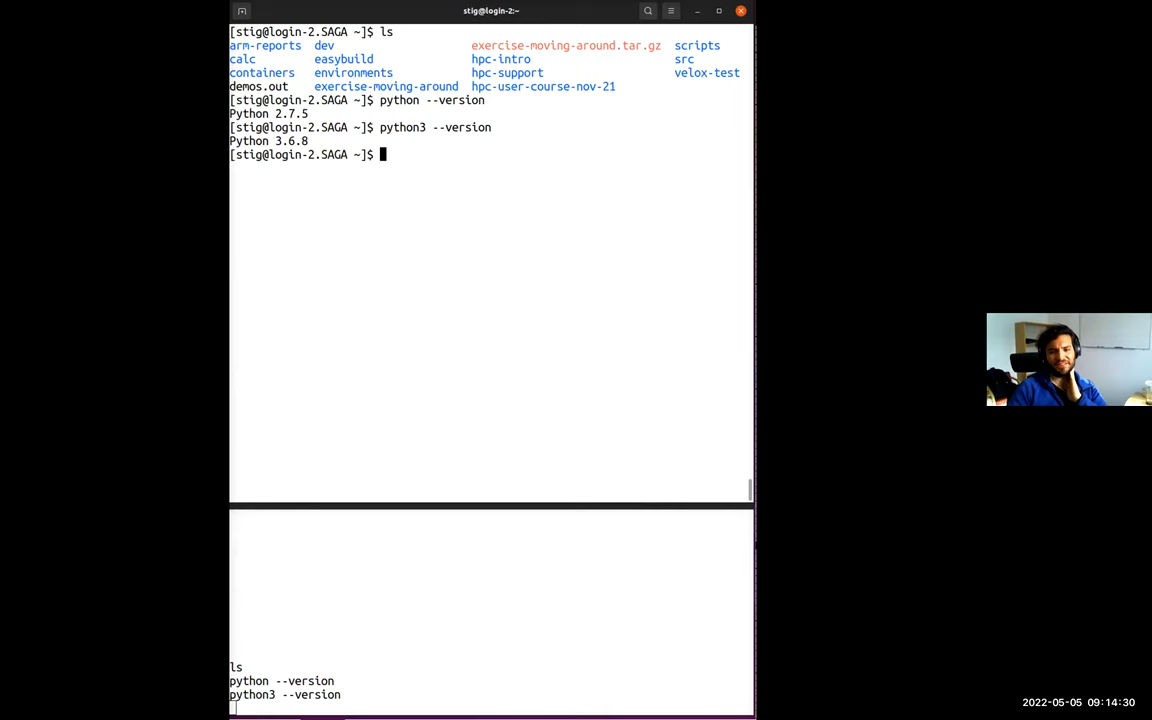 stig@login-2:~
[stig@login-2.SAGA ~]$ ls
arm-reports dev exercise-moving-around.tar.gz scripts
calc easybuild hpc-intro src
containers environments hpc-support velox-test
demos.out exercise-moving-around hpc-user-course-nov-21
[stig@login-2.SAGA ~]$ python --version
Python 2.7.5
[stig@login-2.SAGA ~]$ python3 --version
Python 3.6.8
[stig@login-2.SAGA ~]$
ls
python --version
python3 --version
2022-05-05 09:14:30